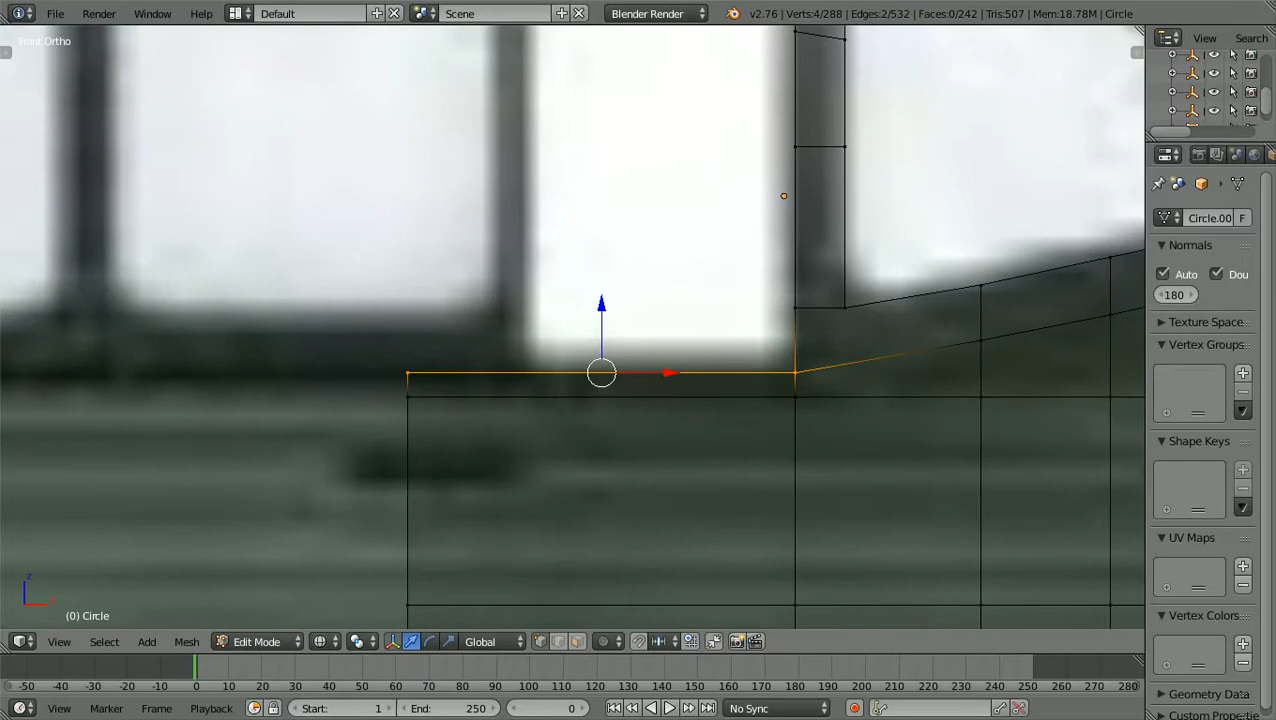 File Render Window Help Default Scene Blender Render v2.76 | Verts:4/288 | Edges:2/532 | Faces:0/242 | Tris:507 | Mem:18.78M | Circle
Front Ortho
View Search
Circle.00 F
Normals
Auto Dou
180
Texture Space
Vertex Groups
Shape Keys
UV Maps
Vertex Colors
Geometry Data
Custom Properties
z
x
(0) Circle
View Select Add Mesh Edit Mode Global
-50 -40 -30 -20 -10 0 10 20 30 40 50 60 70 80 90 100 110 120 130 140 150 160 170 180 190 200 210 220 230 240 250 260 270 280
View Marker Frame Playback Start: 1 End: 250 0 No Sync